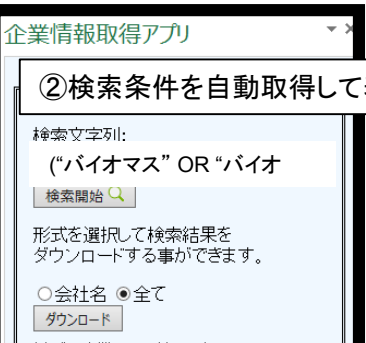 企業情報取得アプリ
②検索条件を自動取得して
検索文字列:
(“バイオマス” OR “バイオ
検索開始
形式を選択して検索結果を
ダウンロードする事ができます。
○会社名 ◉全て
ダウンロード